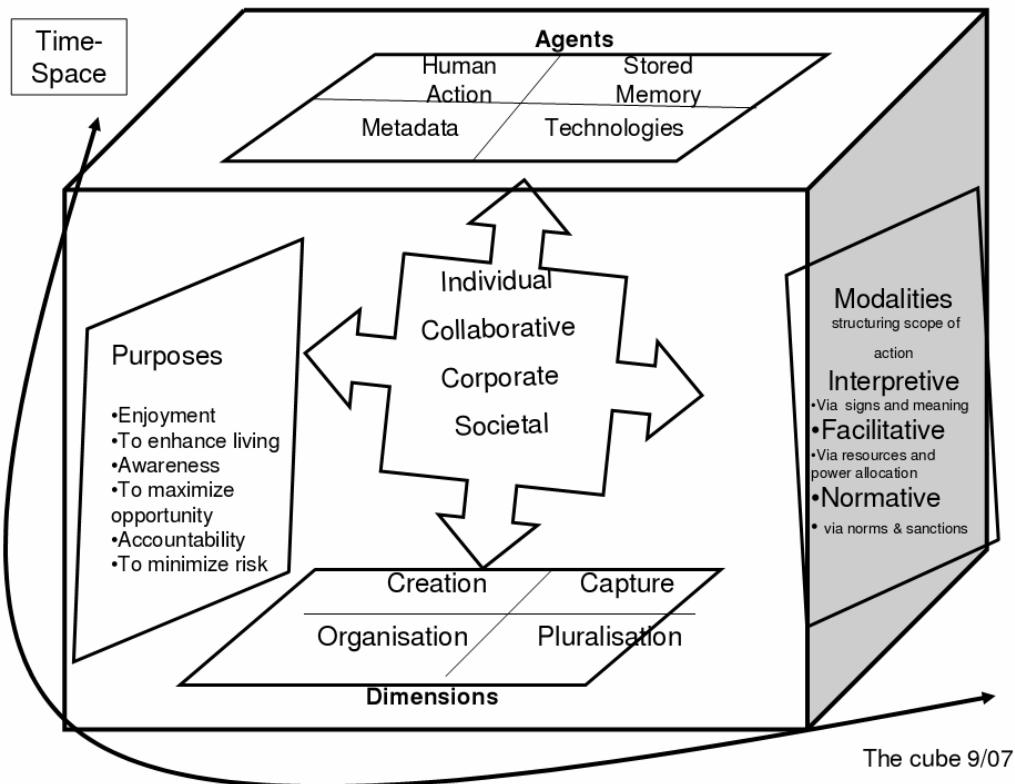 Time-
Space
Agents
Human
Action
Stored
Memory
Metadata
Technologies
Individual
Collaborative
Corporate
Societal
Purposes
•Enjoyment
•To enhance living
•Awareness
•To maximize
opportunity
•Accountability
•To minimize risk
Modalities
structuring scope of
action
Interpretive
•Via signs and meaning
•Facilitative
•Via resources and
power allocation
•Normative
• via norms & sanctions
Creation
Capture
Organisation
Pluralisation
Dimensions
The cube 9/07